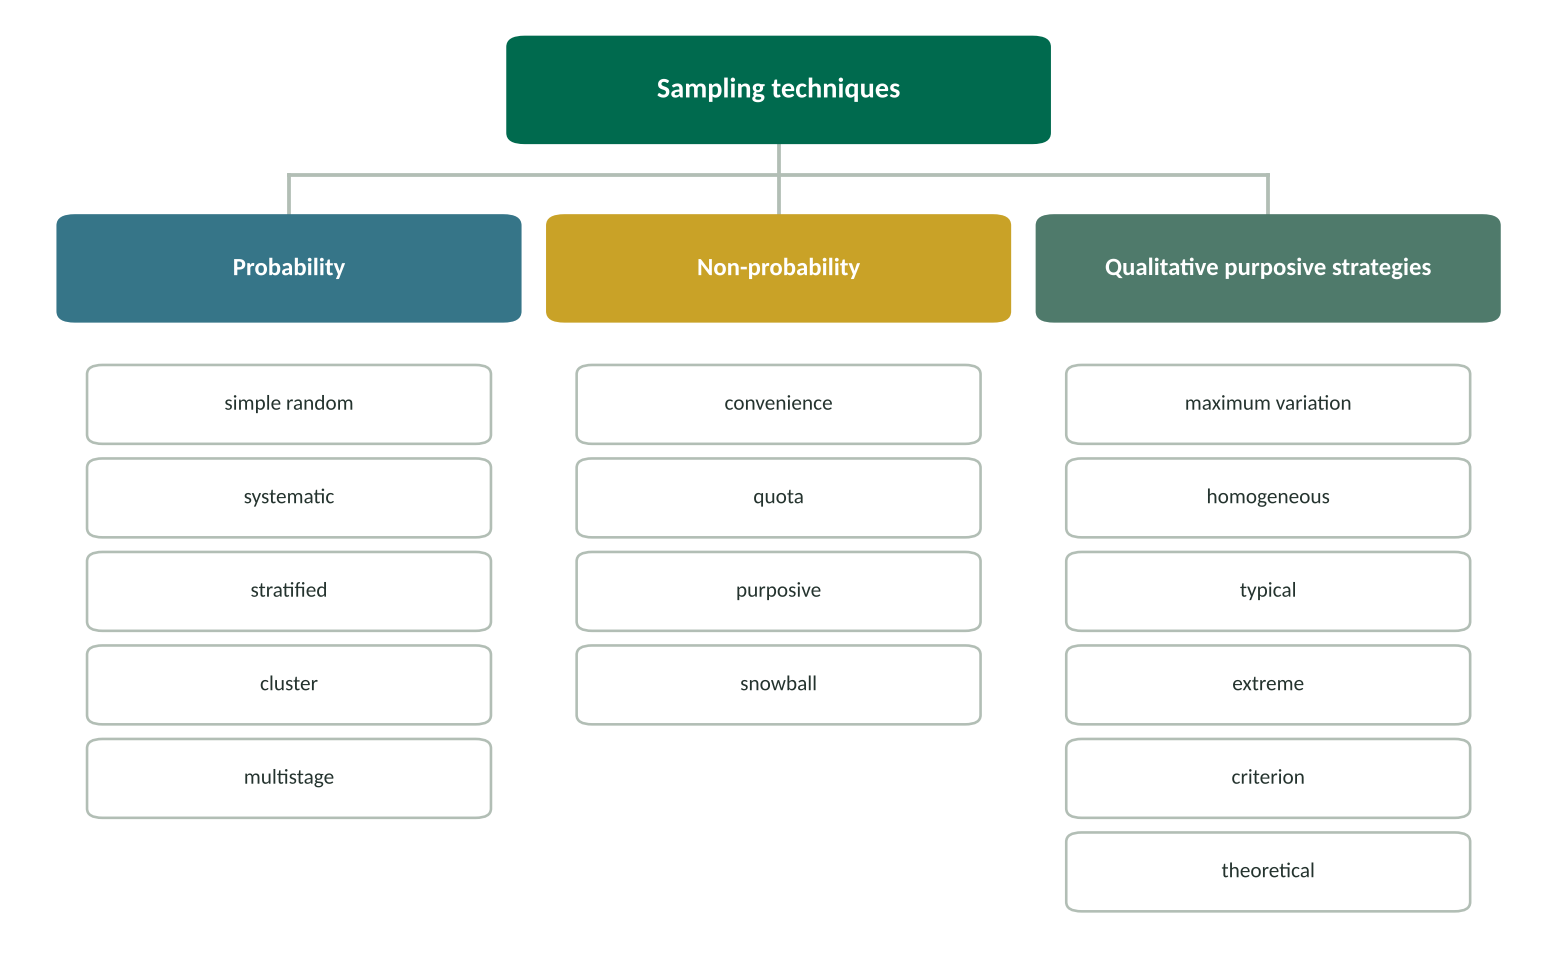 Sampling techniques
Probability
Non-probability
Qualitative purposive strategies
simple random
systematic
stratified
cluster
multistage
convenience
quota
purposive
snowball
maximum variation
homogeneous
typical
extreme
criterion
theoretical